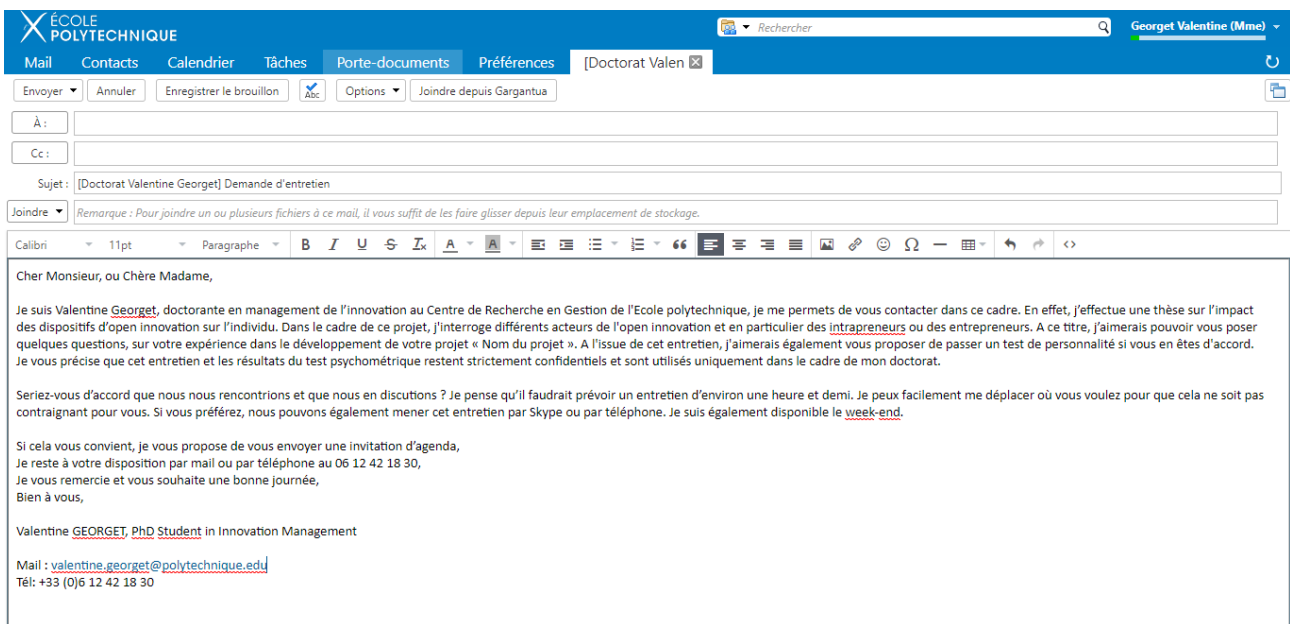 ÉCOLE
POLYTECHNIQUE
Rechercher
Georget Valentine (Mme)
Mail Contacts Calendrier Tâches Porte-documents Préférences [Doctorat Valen
Envoyer Annuler Enregistrer le brouillon Abc Options Joindre depuis Gargantua
À :
Cc :
Sujet : [Doctorat Valentine Georget] Demande d'entretien
Joindre Remarque : Pour joindre un ou plusieurs fichiers à ce mail, il vous suffit de les faire glisser depuis leur emplacement de stockage.
Calibri 11pt Paragraphe B I U S Tx A A
Cher Monsieur, ou Chère Madame,
Je suis Valentine Georget, doctorante en management de l'innovation au Centre de Recherche en Gestion de l'Ecole polytechnique, je me permets de vous contacter dans ce cadre. En effet, j'effectue une thèse sur l'impact
des dispositifs d'open innovation sur l'individu. Dans le cadre de ce projet, j'interroge différents acteurs de l'open innovation et en particulier des intrapreneurs ou des entrepreneurs. A ce titre, j'aimerais pouvoir vous poser
quelques questions, sur votre expérience dans le développement de votre projet « Nom du projet ». A l'issue de cet entretien, j'aimerais également vous proposer de passer un test de personnalité si vous en êtes d'accord.
Je vous précise que cet entretien et les résultats du test psychométrique restent strictement confidentiels et sont utilisés uniquement dans le cadre de mon doctorat.
Seriez-vous d'accord que nous nous rencontrions et que nous en discutions ? Je pense qu'il faudrait prévoir un entretien d'environ une heure et demi. Je peux facilement me déplacer où vous voulez pour que cela ne soit pas
contraignant pour vous. Si vous préférez, nous pouvons également mener cet entretien par Skype ou par téléphone. Je suis également disponible le week-end.
Si cela vous convient, je vous propose de vous envoyer une invitation d'agenda,
Je reste à votre disposition par mail ou par téléphone au 06 12 42 18 30,
Je vous remercie et vous souhaite une bonne journée,
Bien à vous,
Valentine GEORGET, PhD Student in Innovation Management
Mail : valentine.georget@polytechnique.edu
Tél: +33 (0)6 12 42 18 30